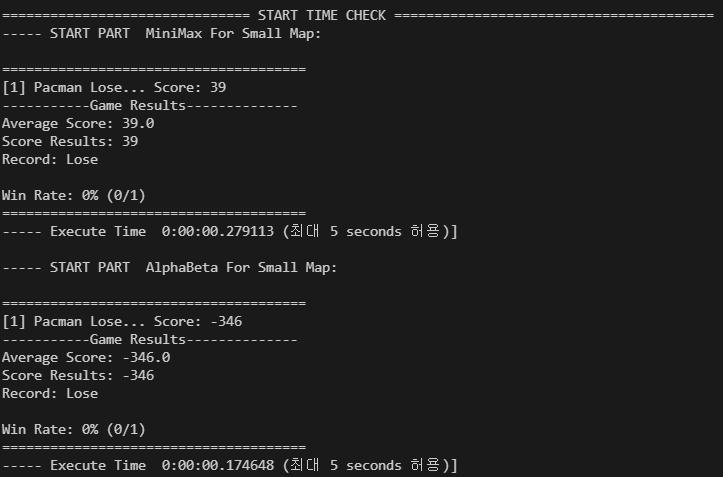 =============================== START TIME CHECK ========================================
----- START PART  MiniMax For Small Map:
======================================
[1] Pacman Lose... Score: 39
-----------Game Results--------------
Average Score: 39.0
Score Results: 39
Record: Lose
Win Rate: 0% (0/1)
======================================
----- Execute Time  0:00:00.279113 (최대 5 seconds 허용)]
----- START PART  AlphaBeta For Small Map:
======================================
[1] Pacman Lose... Score: -346
-----------Game Results--------------
Average Score: -346.0
Score Results: -346
Record: Lose
Win Rate: 0% (0/1)
======================================
----- Execute Time  0:00:00.174648 (최대 5 seconds 허용)]